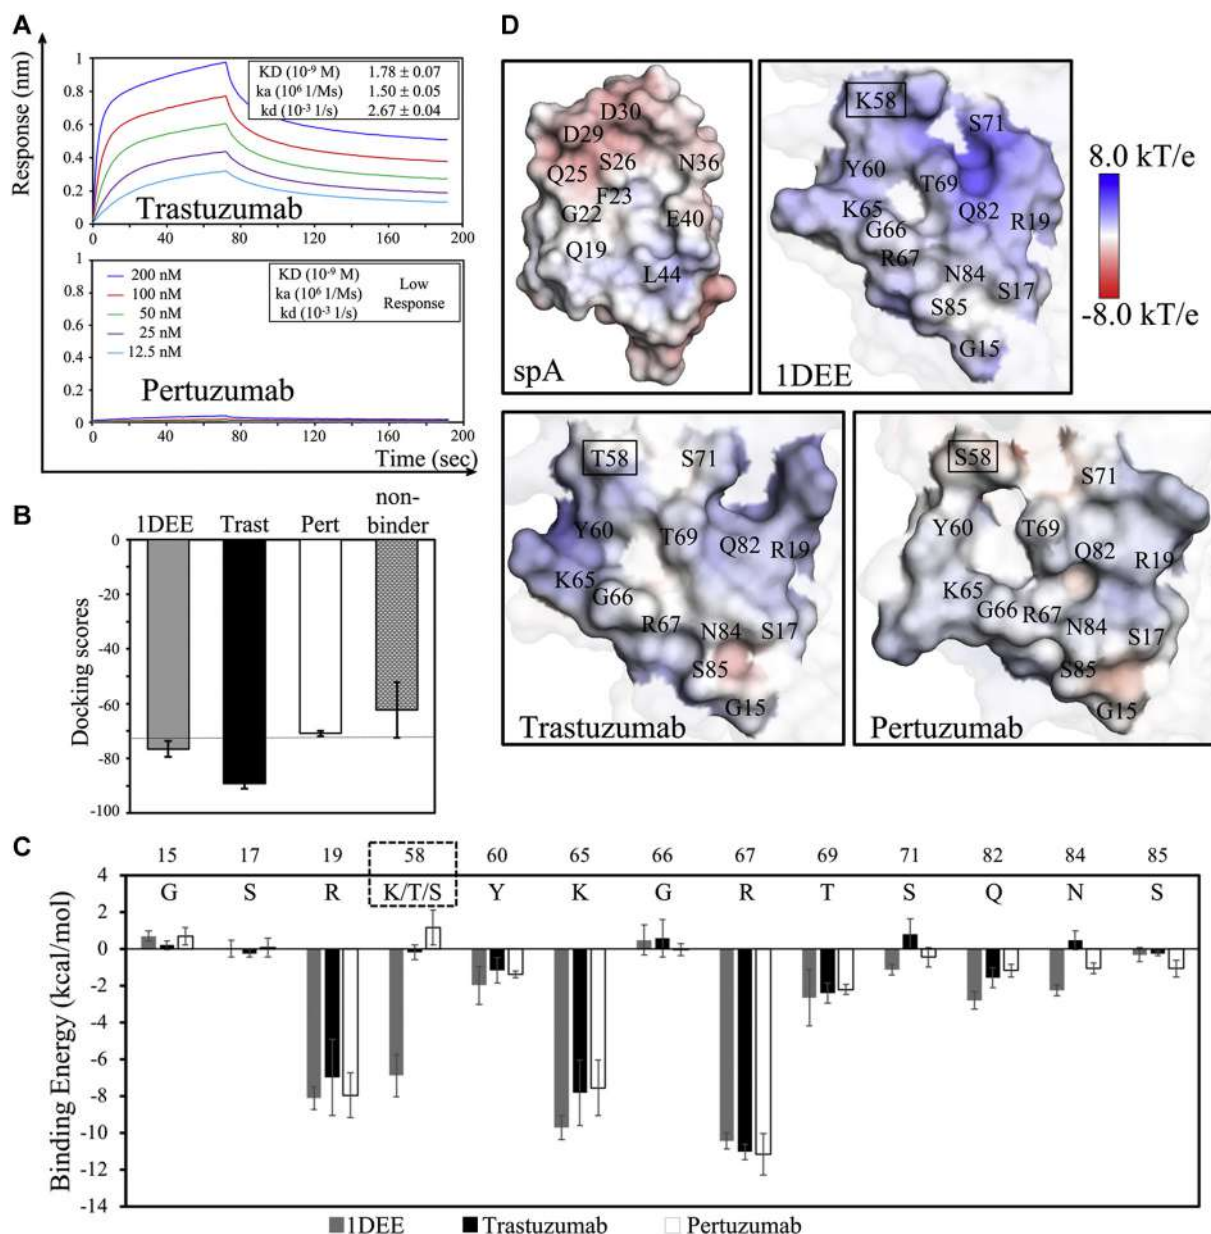 A
Response (nm)
1
0.8
0.6
0.4
0.2
0
KD (10-9 M) 1.78 ± 0.07
ka (10⁶ 1/Ms) 1.50 ± 0.05
kd (10-3 1/s) 2.67 ± 0.04
Trastuzumab
0 40 80 120 160 200
1
0.8
0.6
0.4
0.2
0
200 nM
100 nM
50 nM
25 nM
12.5 nM
KD (10-9 M)
ka (10⁶ 1/Ms)
kd (10-3 1/s)
Low
Response
Pertuzumab
0 40 80 120 160 200
Time (sec)
B
1DEE Trast Pert non-
binder
Docking scores
0
-20
-40
-60
-80
-100
D
D30
D29
S26
N36
Q25
F23
G22
E40
Q19
L44
spA
K58
S71
Y60
T69
K65
Q82
R19
G66
R67
N84
S17
S85
G15
1DEE
8.0 kT/e
-8.0 kT/e
T58
S71
Y60
T69
Q82
R19
K65
G66
R67
N84
S17
S85
G15
Trastuzumab
S58
S71
Y60
T69
Q82
R19
K65
G66
R67
N84
S17
S85
G15
Pertuzumab
C
15 17 19 58 60 65 66 67 69 71 82 84 85
G S R K/T/S Y K G R T S Q N S
Binding Energy (kcal/mol)
4
2
0
-2
-4
-6
-8
-10
-12
-14
1DEE Trastuzumab Pertuzumab